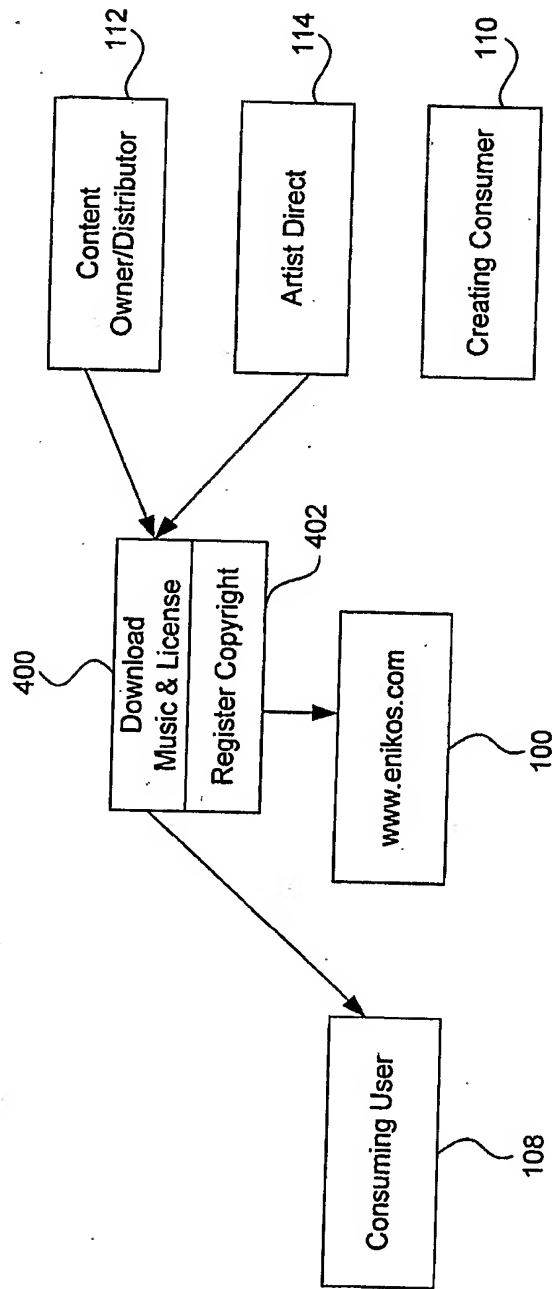 400
Download
Music & License
Register Copyright
402
Content
Owner/Distributor
112
Artist Direct
114
Creating Consumer
110
www.enikos.com
100
Consuming User
108